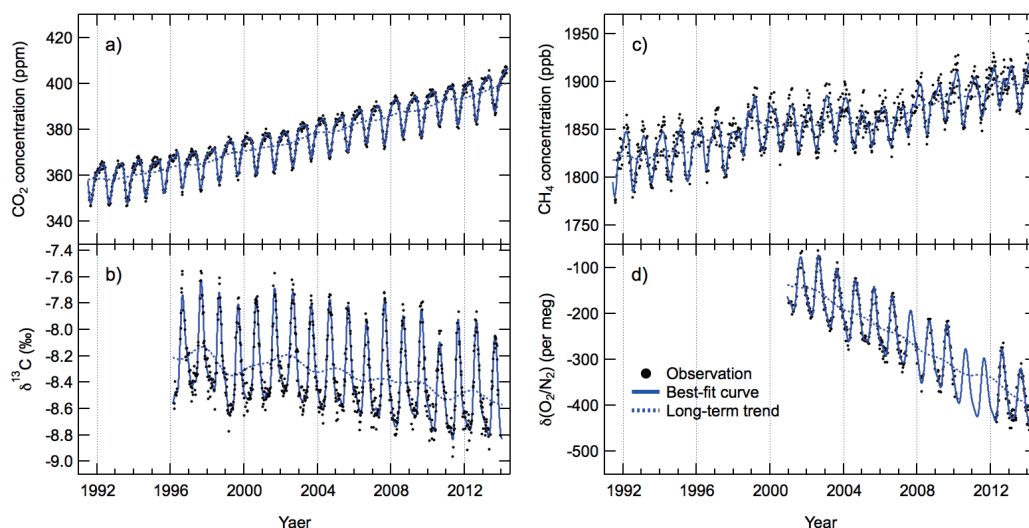 a)
CO2 concentration (ppm)
420
400
380
360
340
b)
δ13C (‰)
-7.4
-7.6
-7.8
-8.0
-8.2
-8.4
-8.6
-8.8
-9.0
1992 1996 2000 2004 2008 2012
Yaer
c)
CH4 concentration (ppb)
1950
1900
1850
1800
1750
d)
δ(O2/N2) (per meg)
-100
-200
-300
-400
-500
Observation
Best-fit curve
Long-term trend
1992 1996 2000 2004 2008 2012
Year